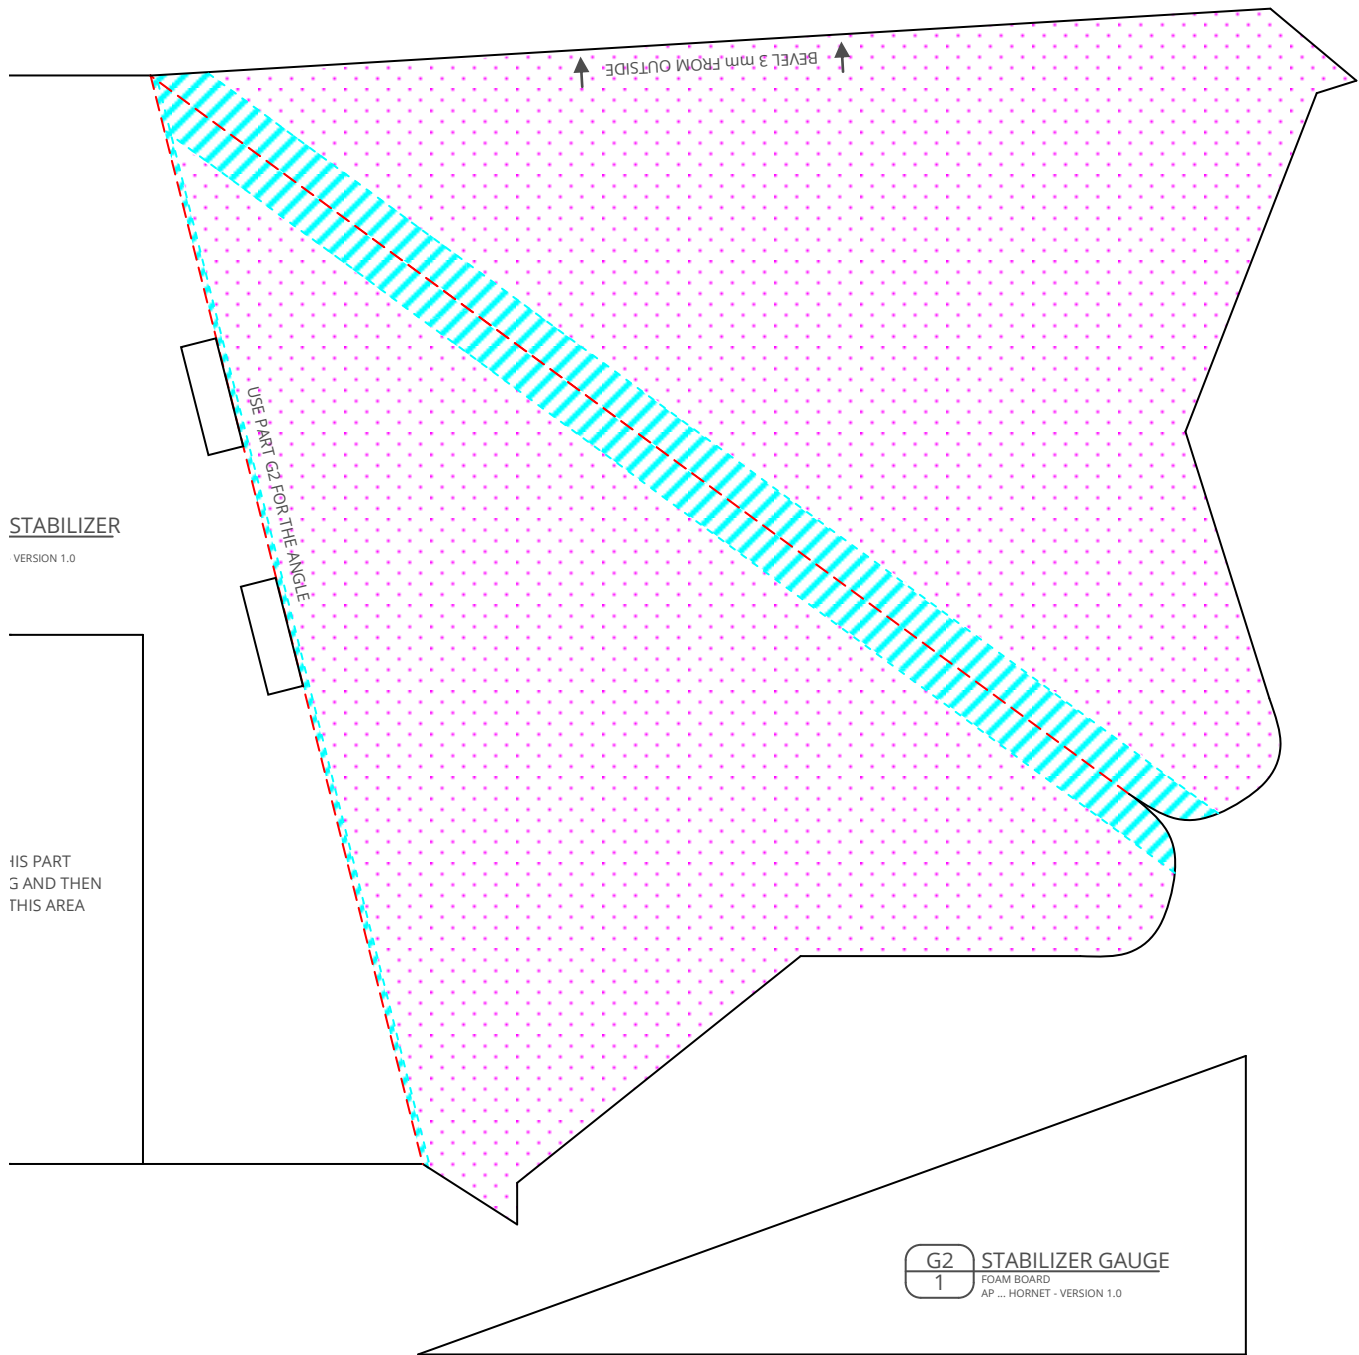 BEVEL 3 mm FROM OUTSIDE
USE PART G2 FOR THE ANGLE
STABILIZER
- VERSION 1.0
HIS PART
G AND THEN
THIS AREA
G2
1
STABILIZER GAUGE
FOAM BOARD
AP ... HORNET - VERSION 1.0